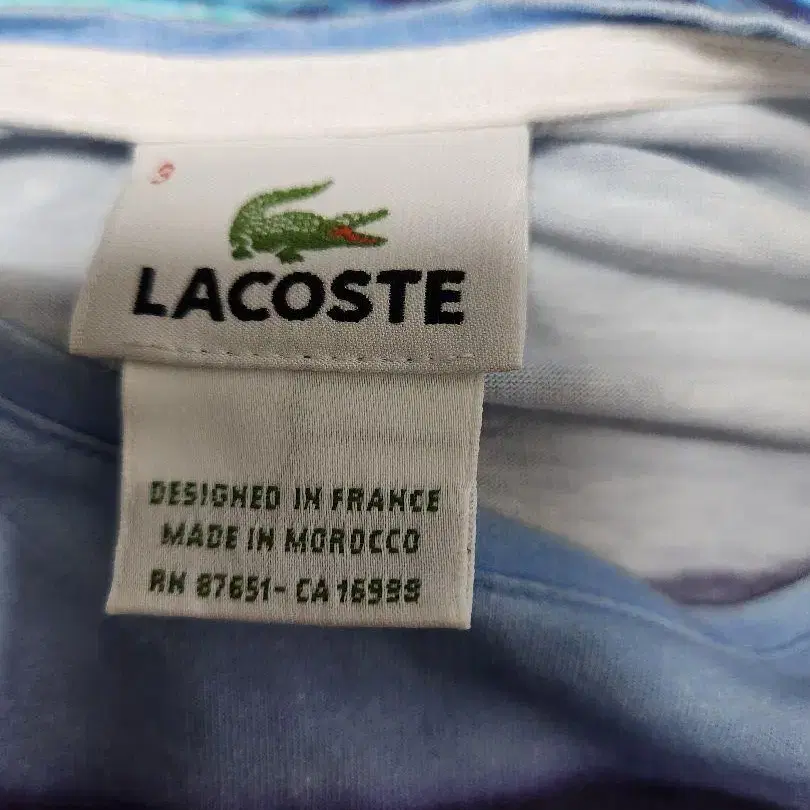 LACOSTE
DESIGNED IN FRANCE
MADE IN MOROCCO
RN 87651- CA 16999